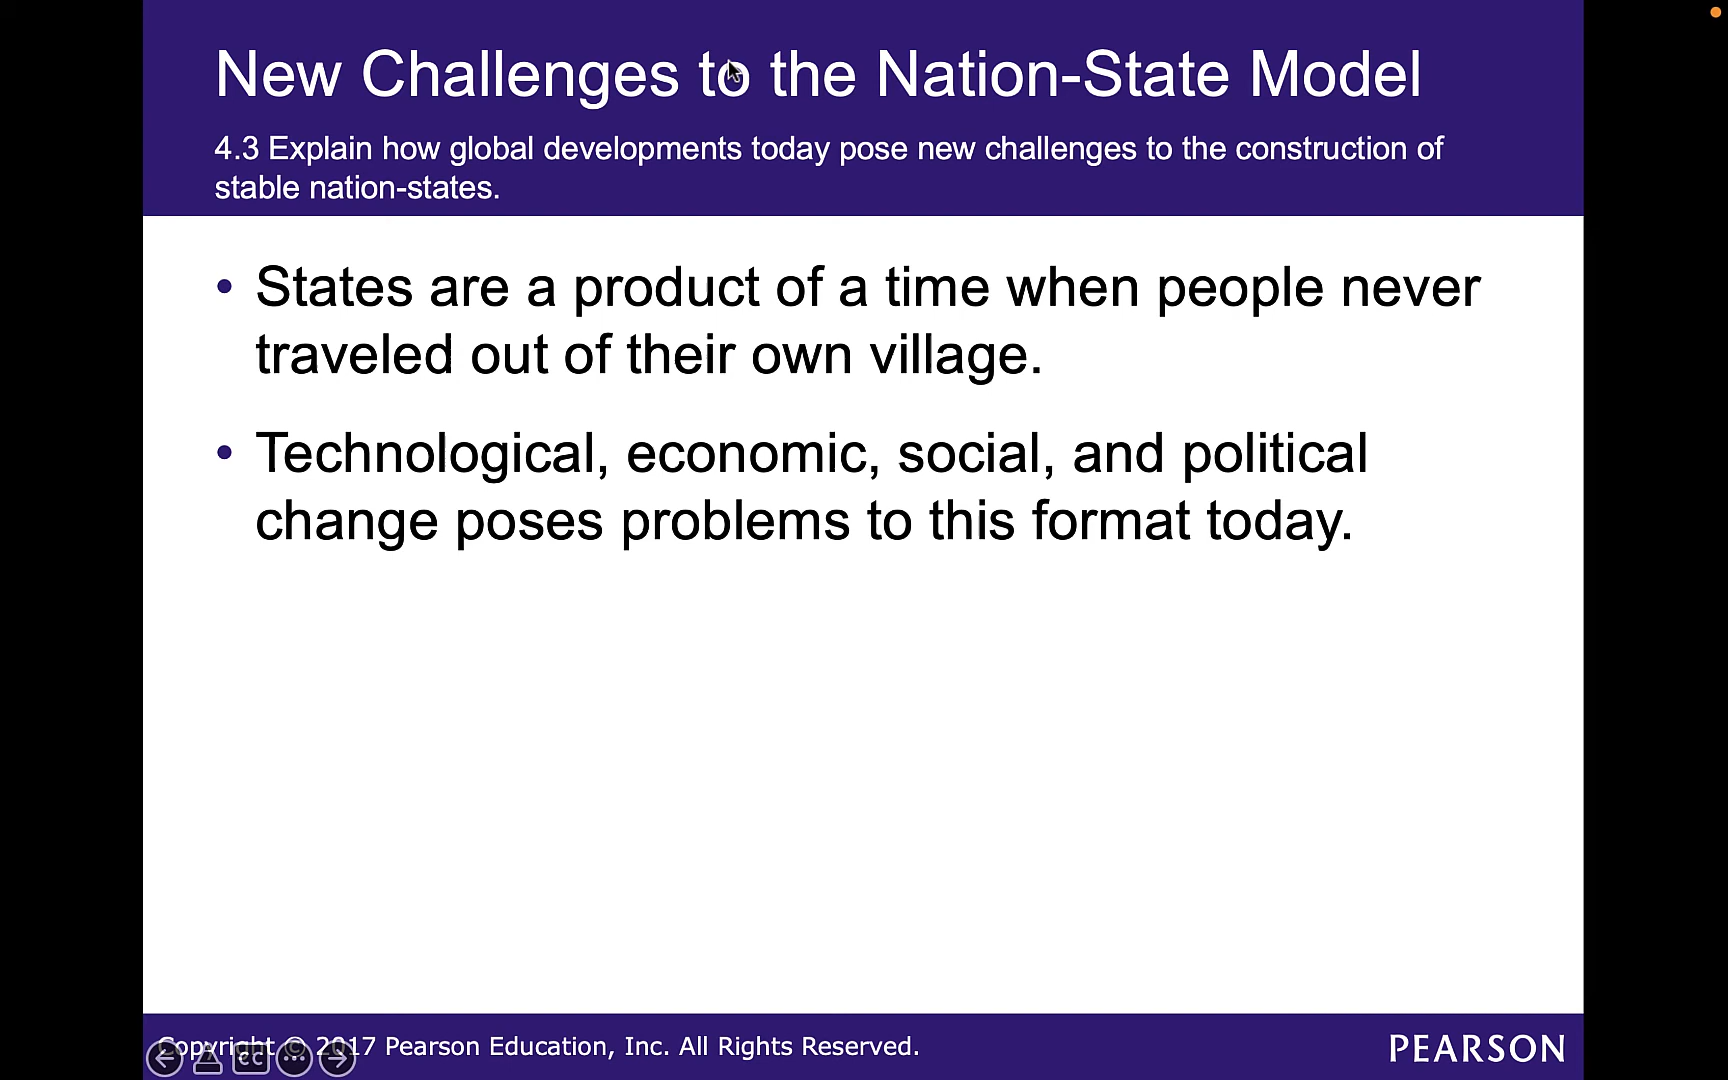 New Challenges to the Nation-State Model
4.3 Explain how global developments today pose new challenges to the construction of
stable nation-states.
• States are a product of a time when people never
traveled out of their own village.
• Technological, economic, social, and political
change poses problems to this format today.
Copyright © 2017 Pearson Education, Inc. All Rights Reserved.
CC
PEARSON